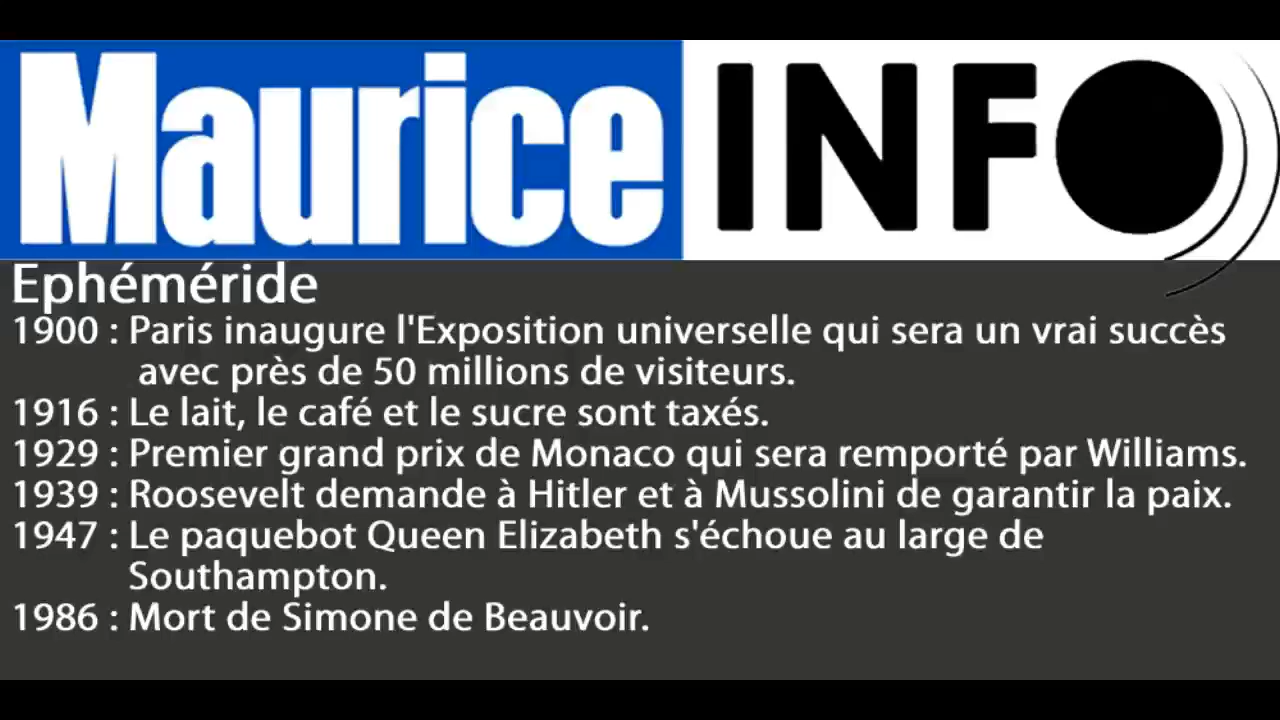 Maurice INFO
Ephéméride
1900 : Paris inaugure l'Exposition universelle qui sera un vrai succès
avec près de 50 millions de visiteurs.
1916 : Le lait, le café et le sucre sont taxés.
1929 : Premier grand prix de Monaco qui sera remporté par Williams.
1939 : Roosevelt demande à Hitler et à Mussolini de garantir la paix.
1947 : Le paquebot Queen Elizabeth s'échoue au large de
Southampton.
1986 : Mort de Simone de Beauvoir.